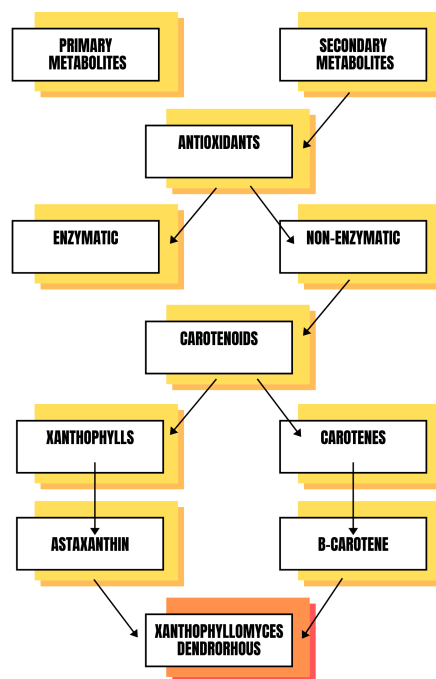 PRIMARY
METABOLITES
SECONDARY
METABOLITES
ANTIOXIDANTS
ENZYMATIC
NON-ENZYMATIC
CAROTENOIDS
XANTHOPHYLLS
CAROTENES
ASTAXANTHIN
B-CAROTENE
XANTHOPHYLLOMYCES
DENDRORHOUS